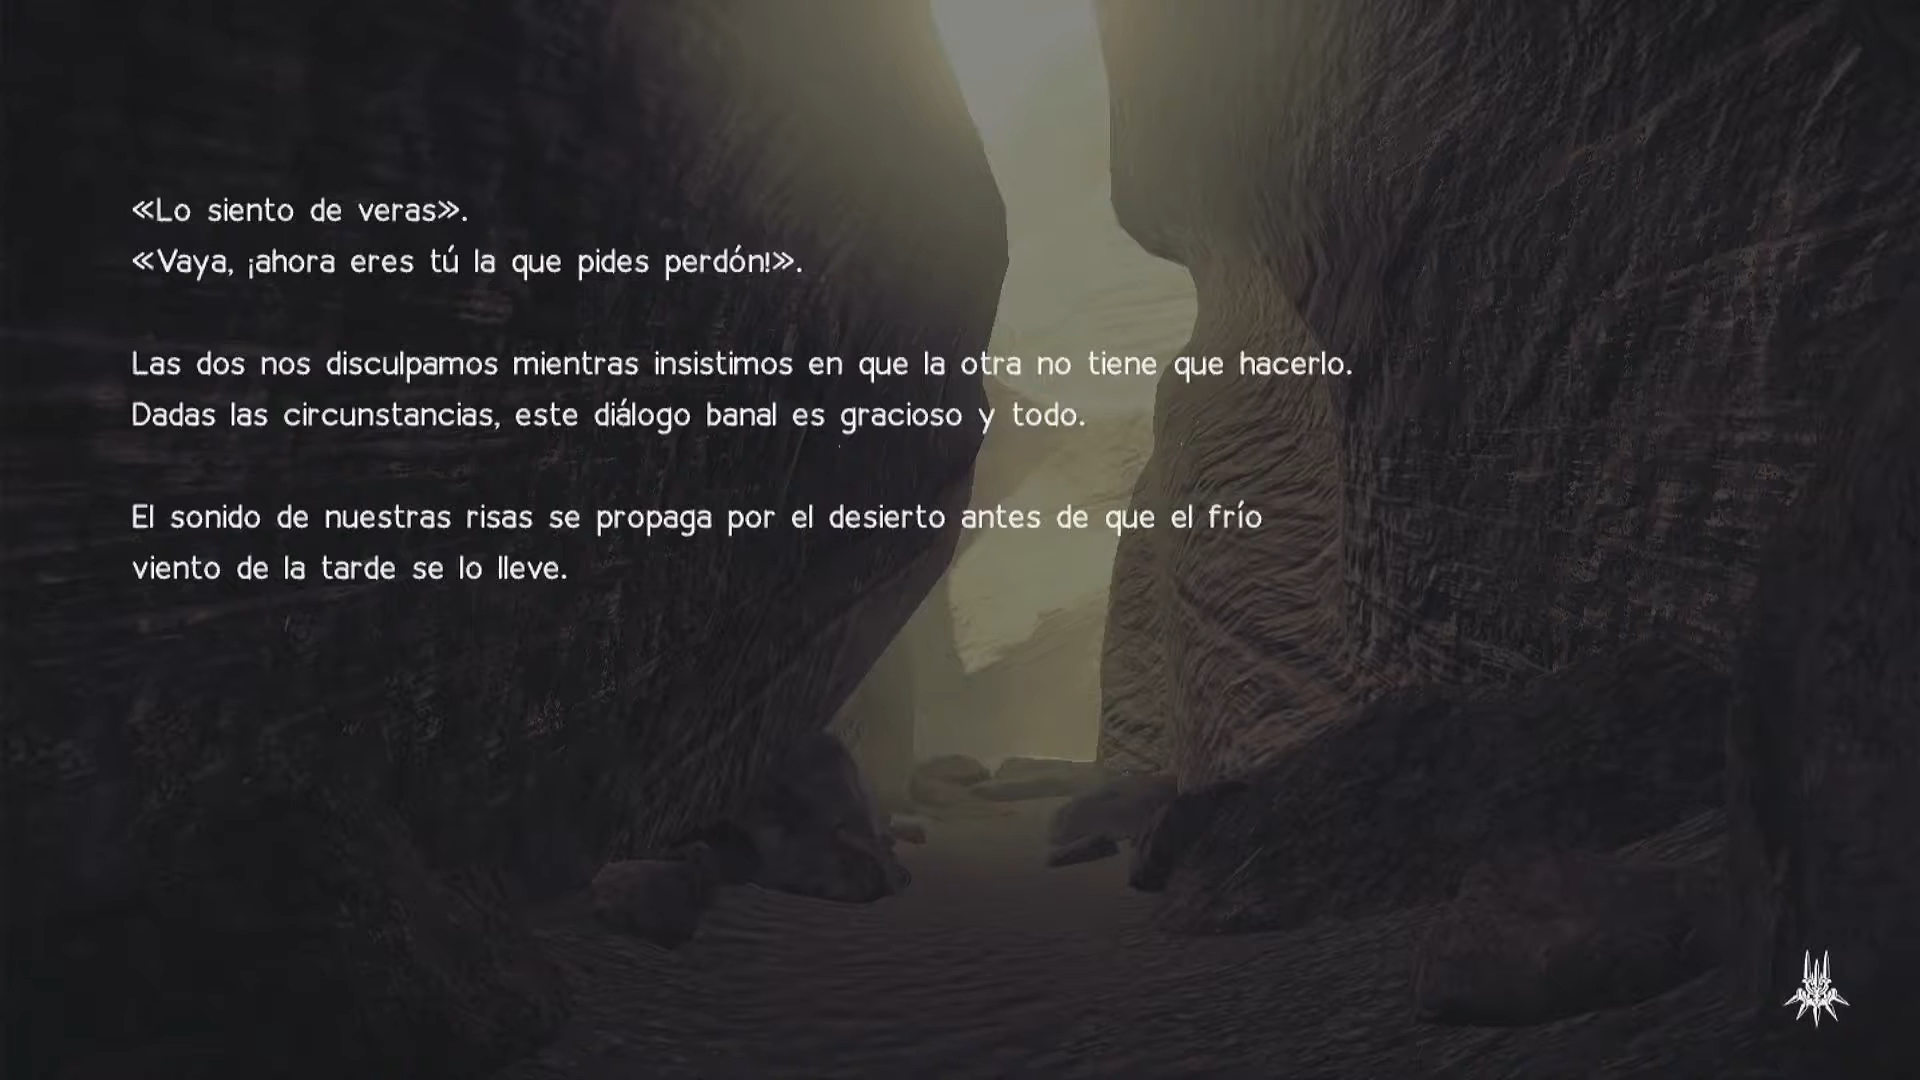 «Lo siento de veras».
«Vaya, ¡ahora eres tú la que pides perdón!».
Las dos nos disculpamos mientras insistimos en que la otra no tiene que hacerlo.
Dadas las circunstancias, este diálogo banal es gracioso y todo.
El sonido de nuestras risas se propaga por el desierto antes de que el frío
viento de la tarde se lo lleve.